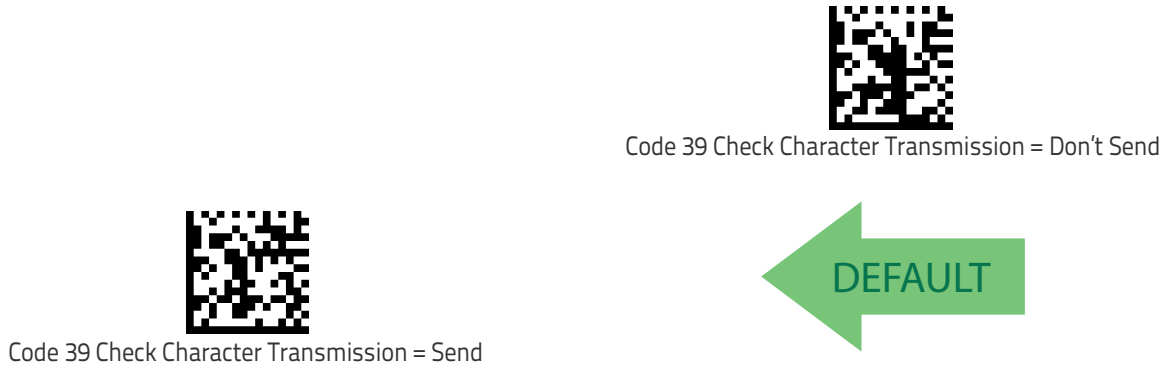 Code 39 Check Character Transmission = Don't Send
DEFAULT
Code 39 Check Character Transmission = Send